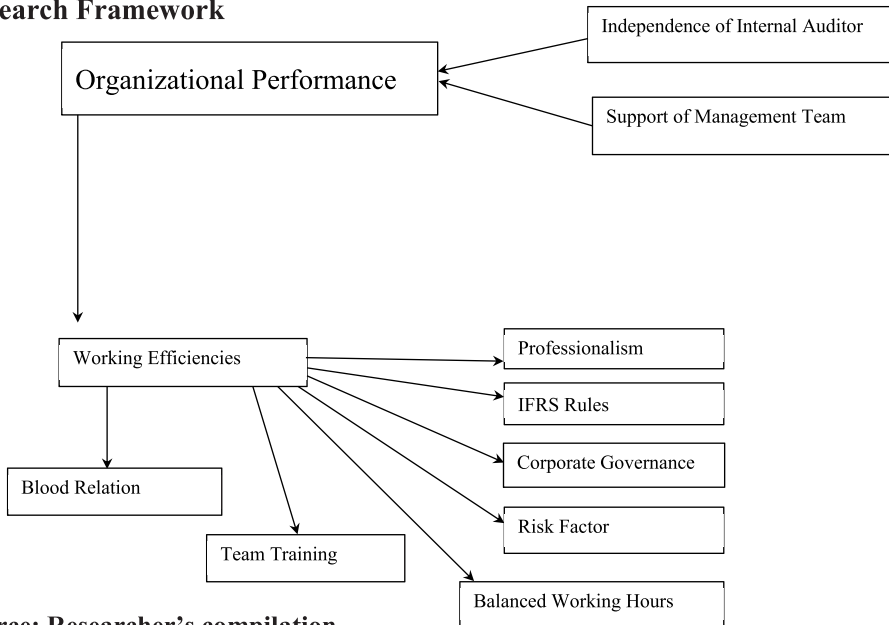 earch Framework
Independence of Internal Auditor
Organizational Performance
Support of Management Team
Working Efficiencies
Professionalism
IFRS Rules
Corporate Governance
Blood Relation
Risk Factor
Team Training
Balanced Working Hours
rce: Researcher's compilation